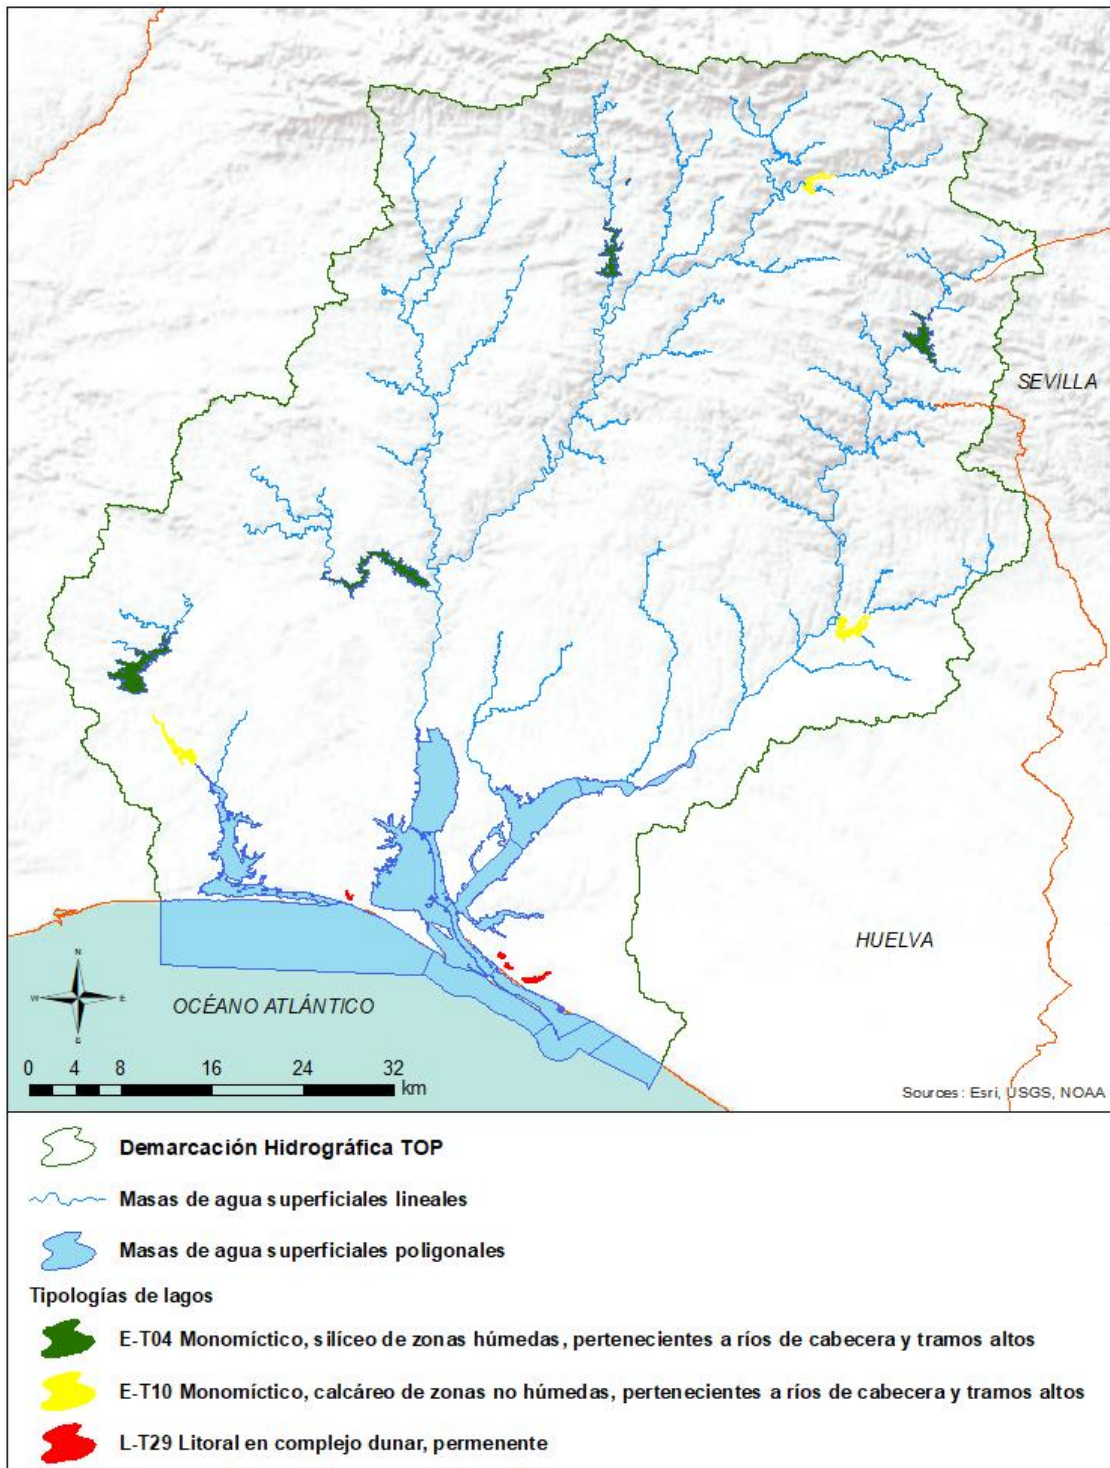 SEVILLA
HUELVA
OCÉANO ATLÁNTICO
N
W E
S
0 4 8 16 24 32
km
Sources: Esri, USGS, NOAA
Demarcación Hidrográfica TOP
Masas de agua superficiales lineales
Masas de agua superficiales poligonales
Tipologías de lagos
E-T04 Monomíctico, silíceo de zonas húmedas, pertenecientes a ríos de cabecera y tramos altos
E-T10 Monomíctico, calcáreo de zonas no húmedas, pertenecientes a ríos de cabecera y tramos altos
L-T29 Litoral en complejo dunar, permenente